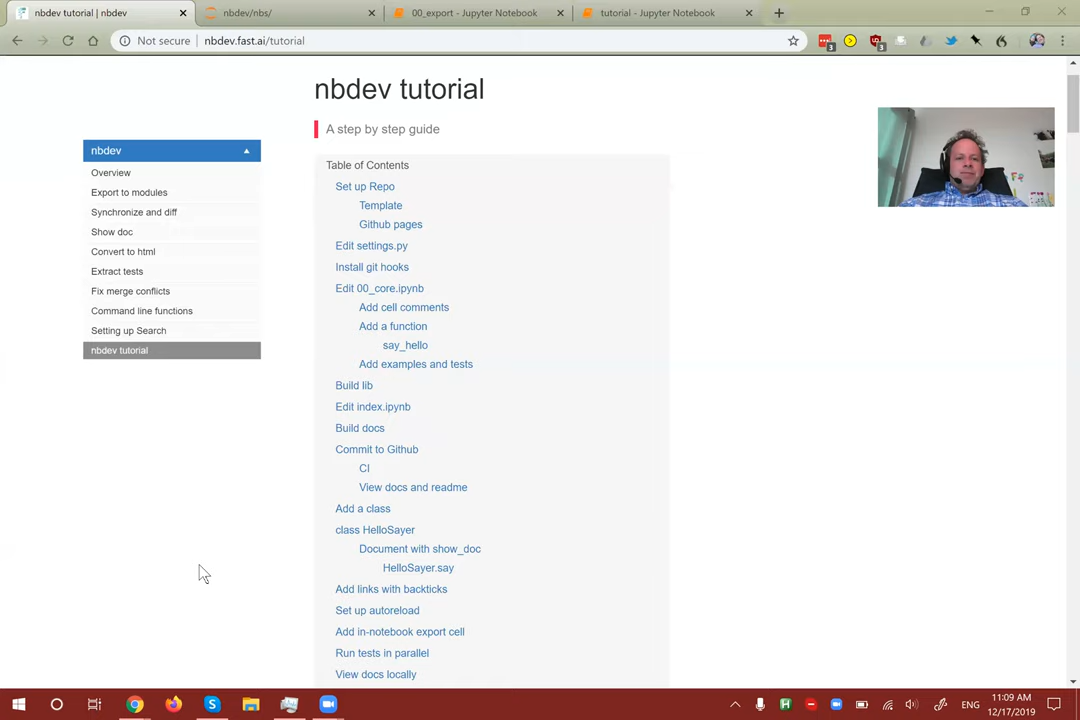 nbdev tutorial | nbdev
nbdev/nbs/
00_export - Jupyter Notebook
tutorial - Jupyter Notebook
Not secure
nbdev.fast.ai/tutorial
3
3
nbdev tutorial
A step by step guide
nbdev
Overview
Export to modules
Synchronize and diff
Show doc
Convert to html
Extract tests
Fix merge conflicts
Command line functions
Setting up Search
nbdev tutorial
Table of Contents
Set up Repo
Template
Github pages
Edit settings.py
Install git hooks
Edit 00_core.ipynb
Add cell comments
Add a function
say_hello
Add examples and tests
Build lib
Edit index.ipynb
Build docs
Commit to Github
CI
View docs and readme
Add a class
class HelloSayer
Document with show_doc
HelloSayer.say
Add links with backticks
Set up autoreload
Add in-notebook export cell
Run tests in parallel
View docs locally
ENG
11:09 AM
12/17/2019